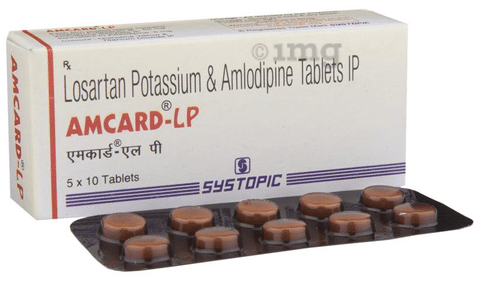 1mg
℞
Losartan Potassium & Amlodipine Tablets IP
AMCARD®-LP
एमकार्ड®-एल पी
5 x 10 Tablets
S
SYSTOPIC
AMCARD®-LP